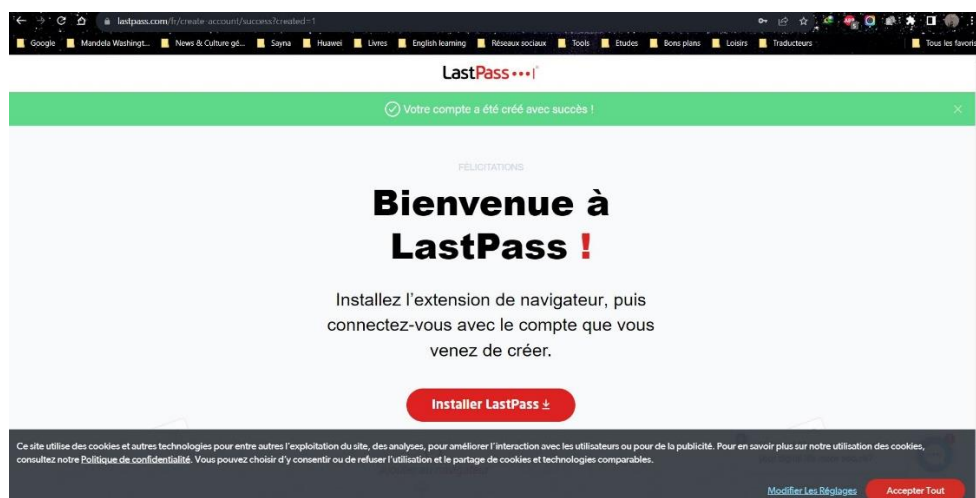 lastpass.com/fr/create-account/success?created=1
Google Mandela Washingt... News & Culture gé... Sayna Huawei Livres English learning Réseaux sociaux Tools Etudes Bons plans Loisirs Traducteurs Tous les favoris
LastPass
Votre compte a été créé avec succès !
FÉLICITATIONS
Bienvenue à
LastPass !
Installez l'extension de navigateur, puis
connectez-vous avec le compte que vous
venez de créer.
Installer LastPass
Ce site utilise des cookies et autres technologies pour entre autres l'exploitation du site, des analyses, pour améliorer l'interaction avec les utilisateurs ou pour de la publicité. Pour en savoir plus sur notre utilisation des cookies,
consultez notre Politique de confidentialité. Vous pouvez choisir d'y consentir ou de refuser l'utilisation et le partage de cookies et technologies comparables.
Modifier Les Réglages Accepter Tout